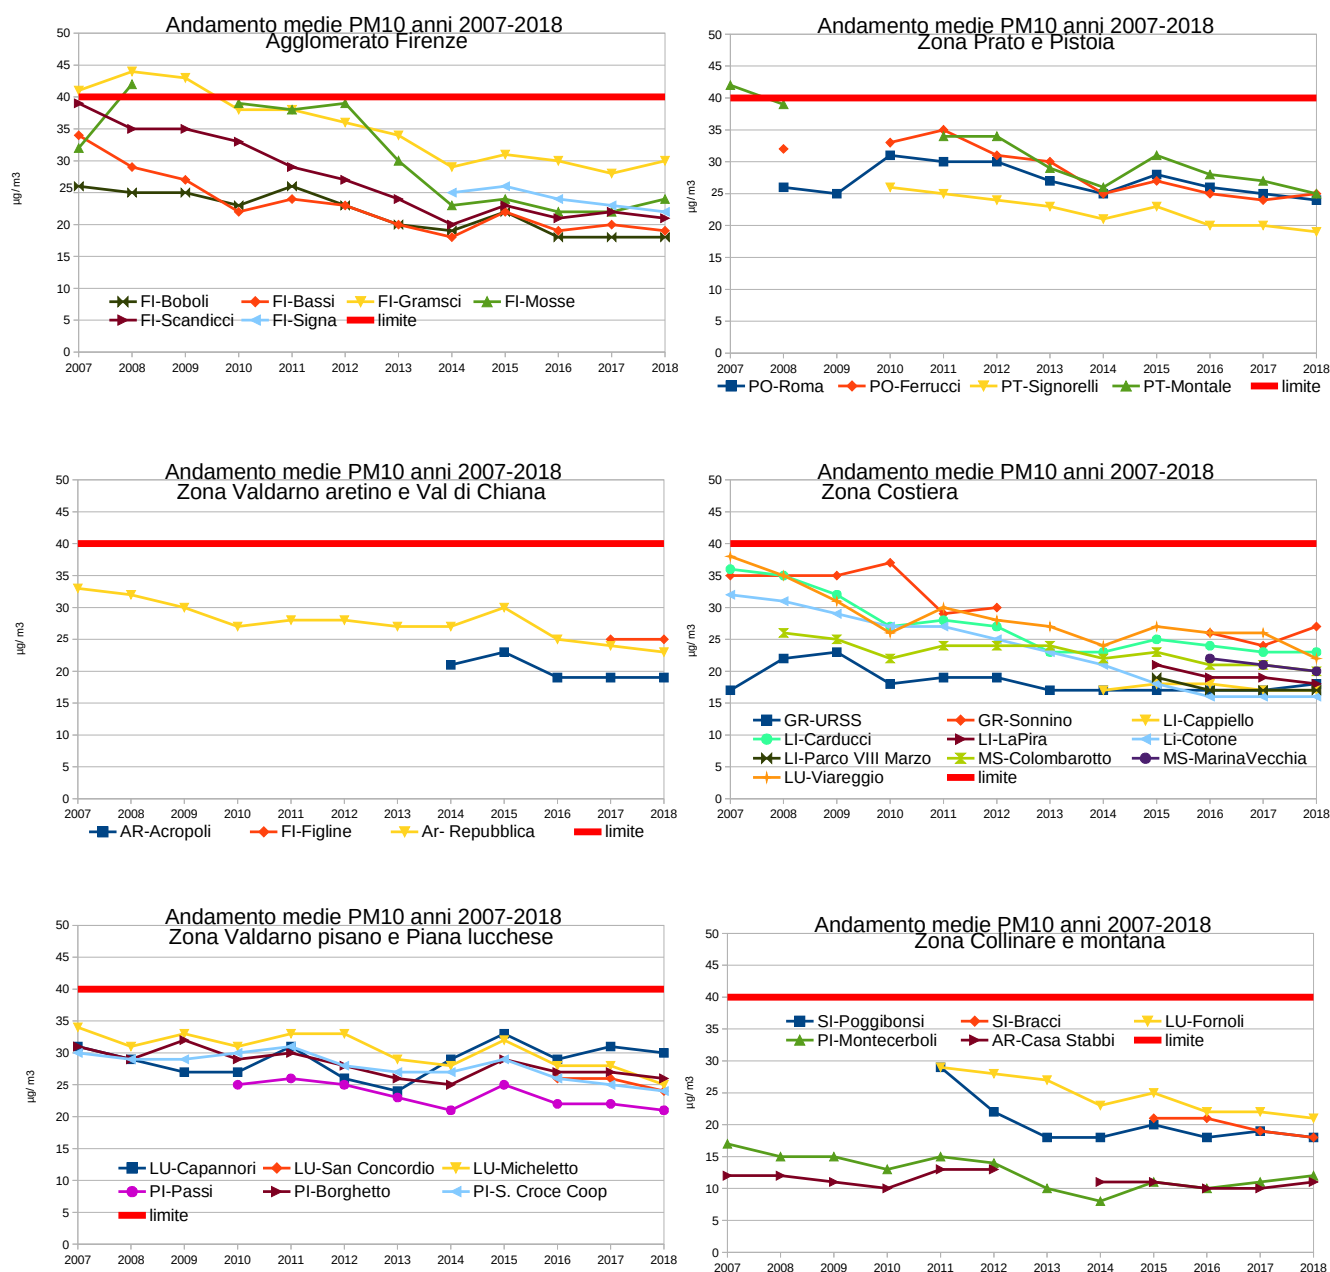 Andamento medie PM10 anni 2007-2018
Agglomerato Firenze
50
45
40
35
30
25
20
15
10
5
0
µg/ m3
2007 2008 2009 2010 2011 2012 2013 2014 2015 2016 2017 2018
FI-Boboli FI-Bassi FI-Gramsci FI-Mosse
FI-Scandicci FI-Signa limite
Andamento medie PM10 anni 2007-2018
Zona Prato e Pistoia
50
45
40
35
30
25
20
15
10
5
0
µg/ m3
2007 2008 2009 2010 2011 2012 2013 2014 2015 2016 2017 2018
PO-Roma PO-Ferrucci PT-Signorelli PT-Montale limite
Andamento medie PM10 anni 2007-2018
Zona Valdarno aretino e Val di Chiana
50
45
40
35
30
25
20
15
10
5
0
µg/ m3
2007 2008 2009 2010 2011 2012 2013 2014 2015 2016 2017 2018
AR-Acropoli FI-Figline Ar- Repubblica limite
Andamento medie PM10 anni 2007-2018
Zona Costiera
50
45
40
35
30
25
20
15
10
5
0
µg/ m3
GR-URSS GR-Sonnino LI-Cappiello
LI-Carducci LI-LaPira Li-Cotone
LI-Parco VIII Marzo MS-Colombarotto MS-MarinaVecchia
LU-Viareggio limite
2007 2008 2009 2010 2011 2012 2013 2014 2015 2016 2017 2018
Andamento medie PM10 anni 2007-2018
Zona Valdarno pisano e Piana lucchese
50
45
40
35
30
25
20
15
10
5
0
µg/ m3
LU-Capannori LU-San Concordio LU-Micheletto
PI-Passi PI-Borghetto PI-S. Croce Coop
limite
2007 2008 2009 2010 2011 2012 2013 2014 2015 2016 2017 2018
Andamento medie PM10 anni 2007-2018
Zona Collinare e montana
50
45
40
35
30
25
20
15
10
5
0
µg/ m3
SI-Poggibonsi SI-Bracci LU-Fornoli
PI-Montecerboli AR-Casa Stabbi limite
2007 2008 2009 2010 2011 2012 2013 2014 2015 2016 2017 2018